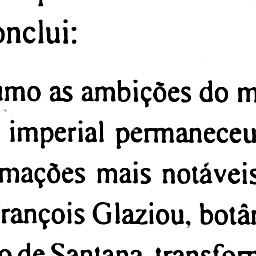 onclui:
umo as ambições do m
imperial permaneceu
mações mais notáveis
rançois Glaziou, botân
o de Santana, transform